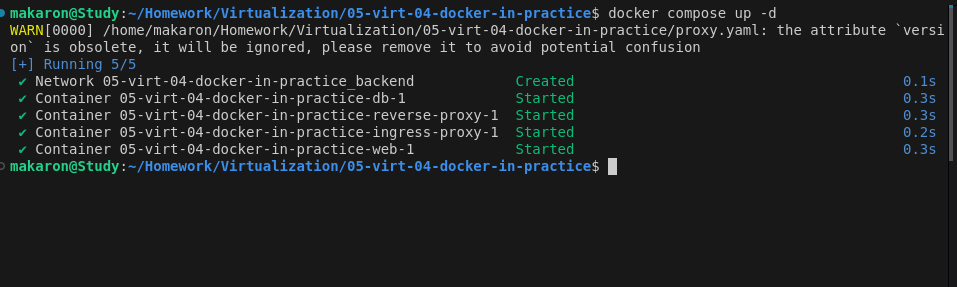 makaron@Study:~/Homework/Virtualization/05-virt-04-docker-in-practice$ docker compose up -d
WARN[0000] /home/makaron/Homework/Virtualization/05-virt-04-docker-in-practice/proxy.yaml: the attribute `versi
on` is obsolete, it will be ignored, please remove it to avoid potential confusion
[+] Running 5/5
✔ Network 05-virt-04-docker-in-practice_backend Created 0.1s
✔ Container 05-virt-04-docker-in-practice-db-1 Started 0.3s
✔ Container 05-virt-04-docker-in-practice-reverse-proxy-1 Started 0.3s
✔ Container 05-virt-04-docker-in-practice-ingress-proxy-1 Started 0.2s
✔ Container 05-virt-04-docker-in-practice-web-1 Started 0.3s
makaron@Study:~/Homework/Virtualization/05-virt-04-docker-in-practice$